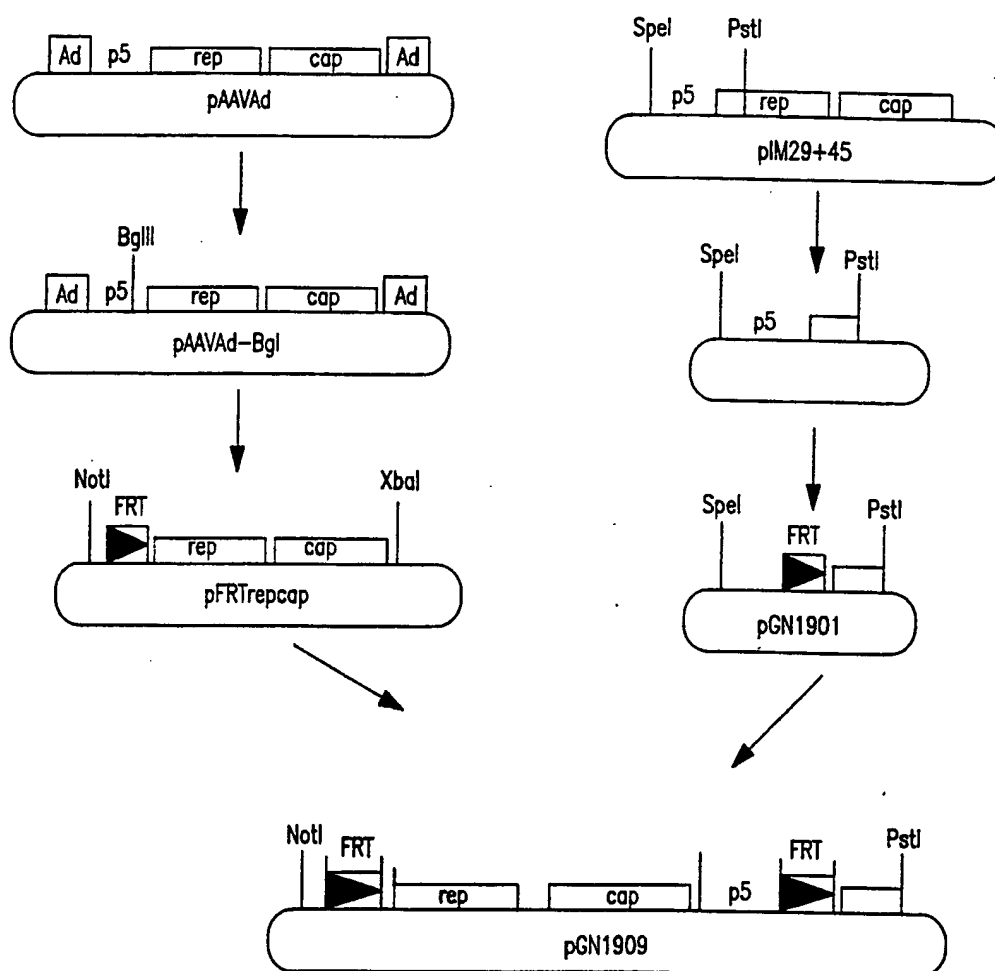 Ad p5 rep cap Ad
pAAVAd
BglII
Ad p5 rep cap Ad
pAAVAd-Bgl
NotI XbaI
FRT
rep cap
pFRTrepcap
SpeI PstI
p5 rep cap
pIM29+45
SpeI PstI
p5
SpeI PstI
FRT
pGN1901
NotI FRT FRT PstI
rep cap p5
pGN1909